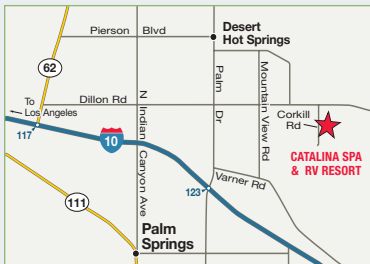 Pierson Blvd
Desert
Hot Springs
62
N Indian Canyon Ave
Palm Dr
Mountain View Rd
To
Los Angeles
Dillon Rd
Corkill
Rd
117
10
CATALINA SPA
& RV RESORT
Varner Rd
123
111
Palm
Springs